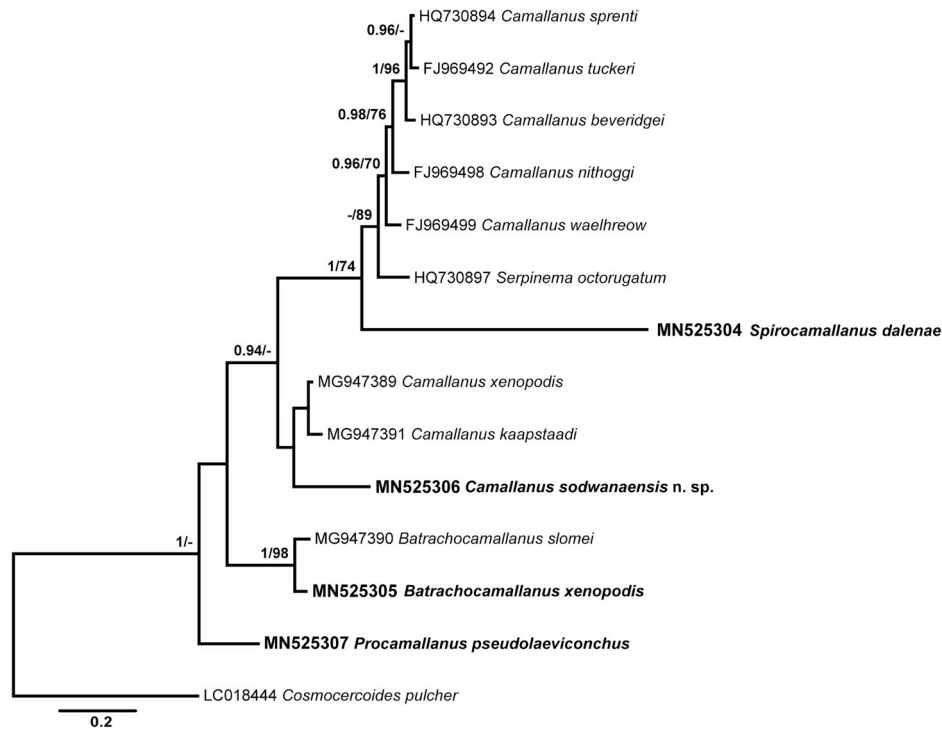 HQ730894 Camallanus sprenti
0.96/-
FJ969492 Camallanus tuckeri
1/96
HQ730893 Camallanus beveridgei
0.98/76
FJ969498 Camallanus nithoggi
0.96/70
FJ969499 Camallanus waelhreow
-/89
HQ730897 Serpinema octorugatum
1/74
MN525304 Spirocamallanus dalenae
0.94/-
MG947389 Camallanus xenopodis
MG947391 Camallanus kaapstaadi
MN525306 Camallanus sodwanaensis n. sp.
MG947390 Batrachocamallanus slomei
1/-
1/98
MN525305 Batrachocamallanus xenopodis
MN525307 Procamallanus pseudolaeviconchus
LC018444 Cosmocercoides pulcher
0.2